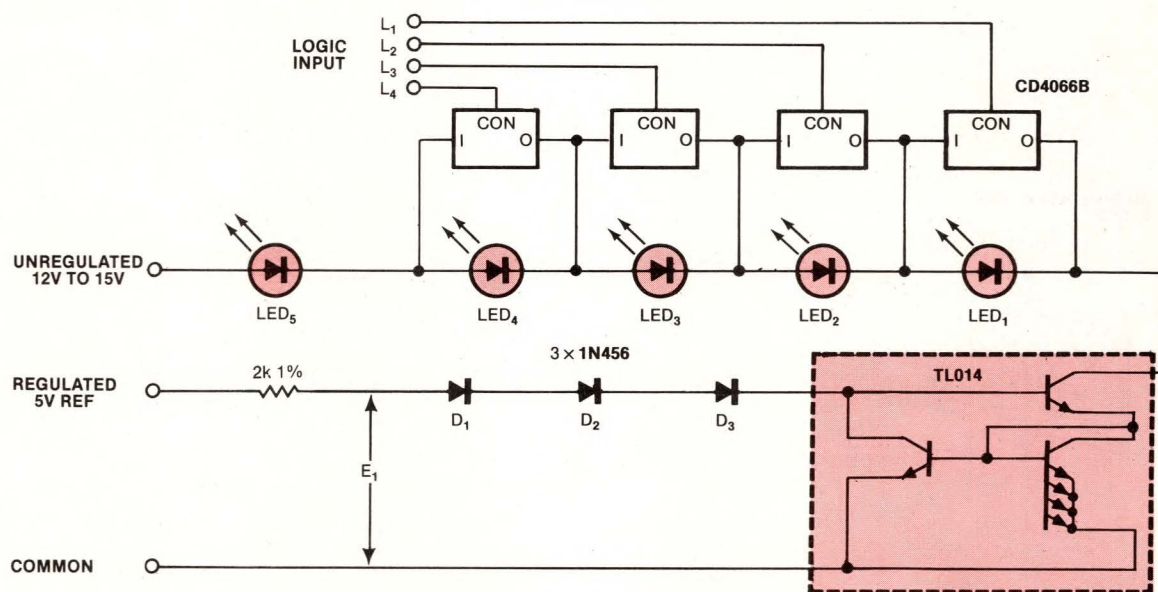 L₁
LOGIC
INPUT
L₂
L₃
L₄
CD4066B
CON
I O
CON
I O
CON
I O
CON
I O
UNREGULATED
12V TO 15V
LED₅
LED₄
LED₃
LED₂
LED₁
3 × 1N456
REGULATED
5V REF
2k 1%
D₁
D₂
D₃
TL014
E₁
COMMON